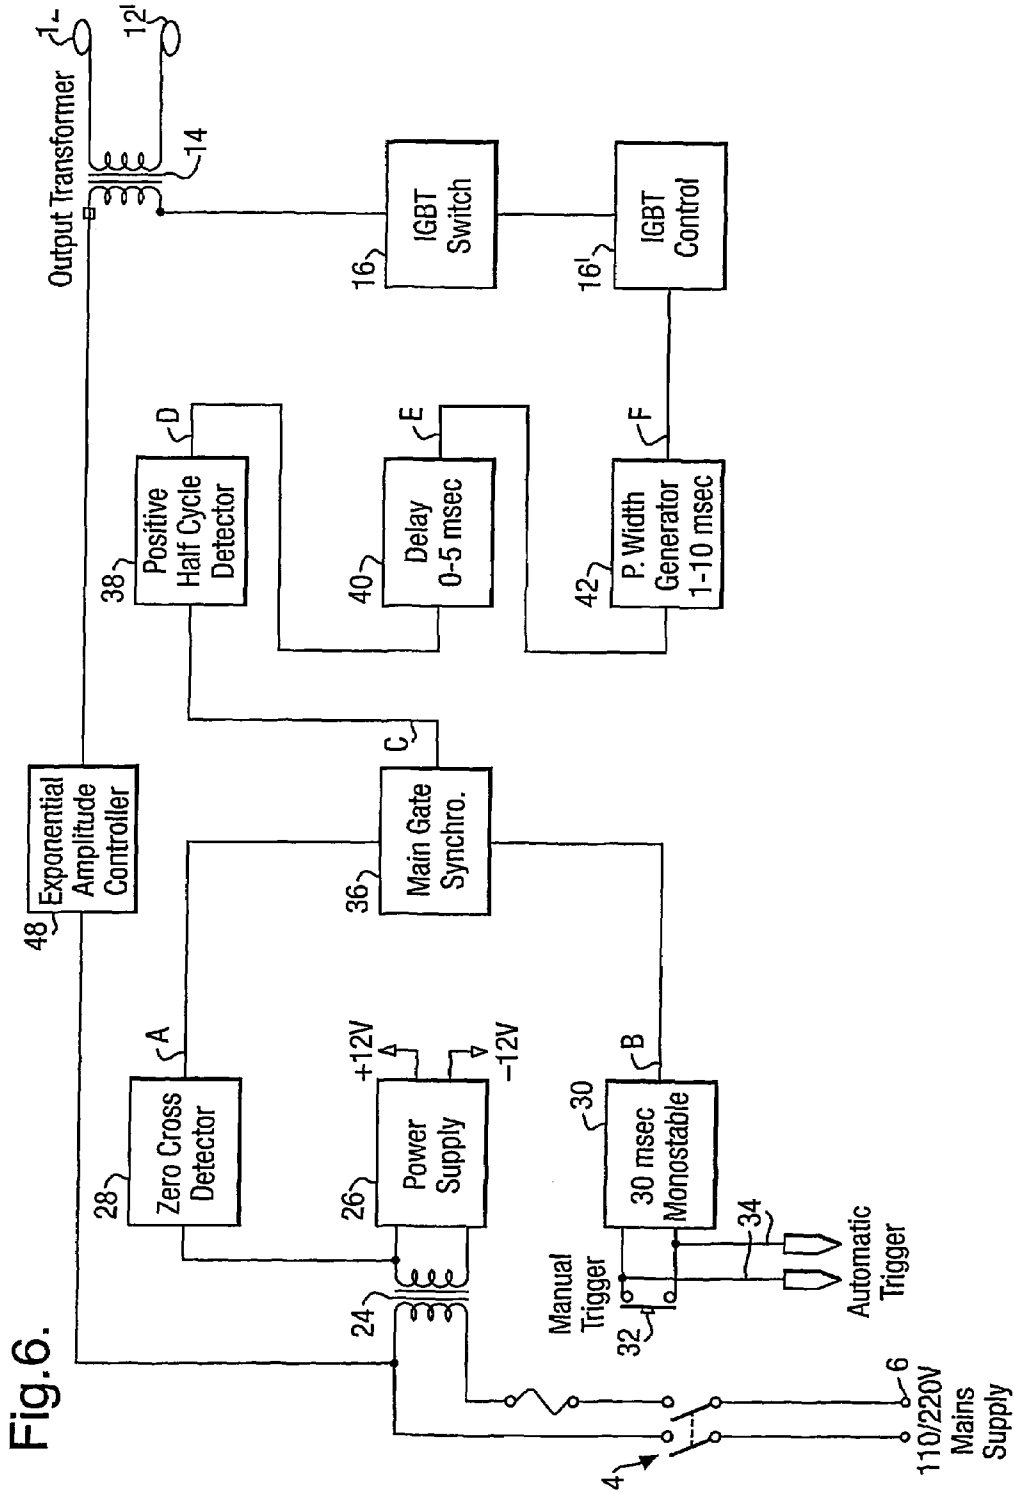 Fig.6.
Output Transformer
12'
14
48
Exponential
Amplitude
Controller
28
Zero Cross
Detector
A
38
Positive
Half Cycle
Detector
D
24
26
Power
Supply
+12V
-12V
36
Main Gate
Synchro.
C
40
Delay
0-5 msec
E
16
IGBT
Switch
Manual
Trigger
32
30
30 msec
Monostable
B
34
Automatic
Trigger
42
P. Width
Generator
1-10 msec
F
16'
IGBT
Control
4
6
110/220V
Mains
Supply